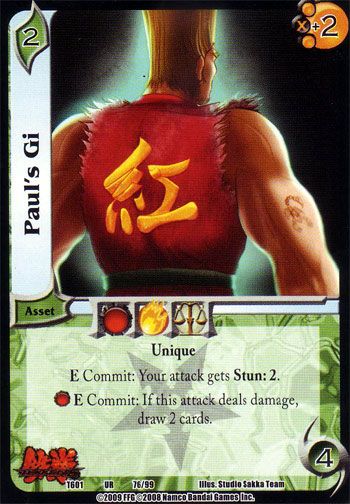 2
X+2
Paul's Gi
紅
Asset
Unique
E Commit: Your attack gets Stun: 2.
E Commit: If this attack deals damage,
draw 2 cards.
4
鉄拳
T601 UR 76/99 Illus. Studio Sakka Team
©2009 FFG ©2008 Namco Bandai Games Inc.